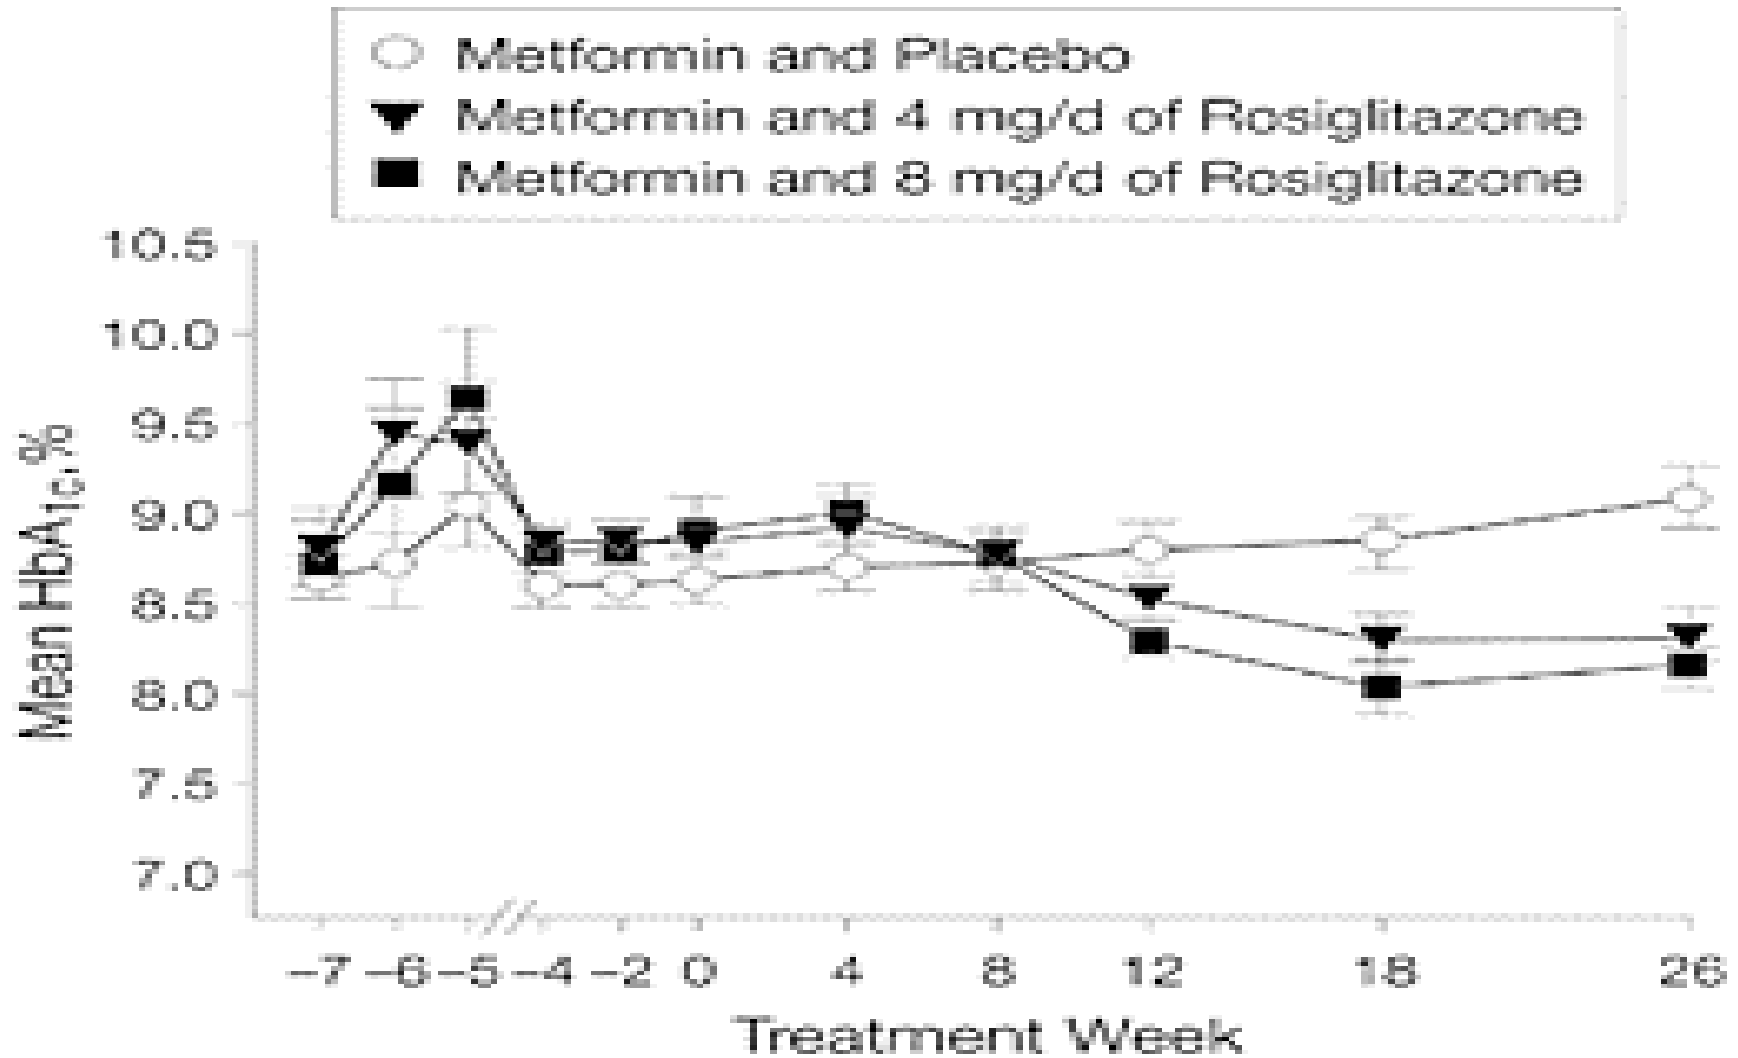 Metformin and Placebo
Metformin and 4 mg/d of Rosiglitazone
Metformin and 8 mg/d of Rosiglitazone
10.5
10.0
9.5
9.0
8.5
8.0
7.5
7.0
Mean HbA1c, %
–7 –6 –5 –4 –2 0 4 8 12 18 26
Treatment Week